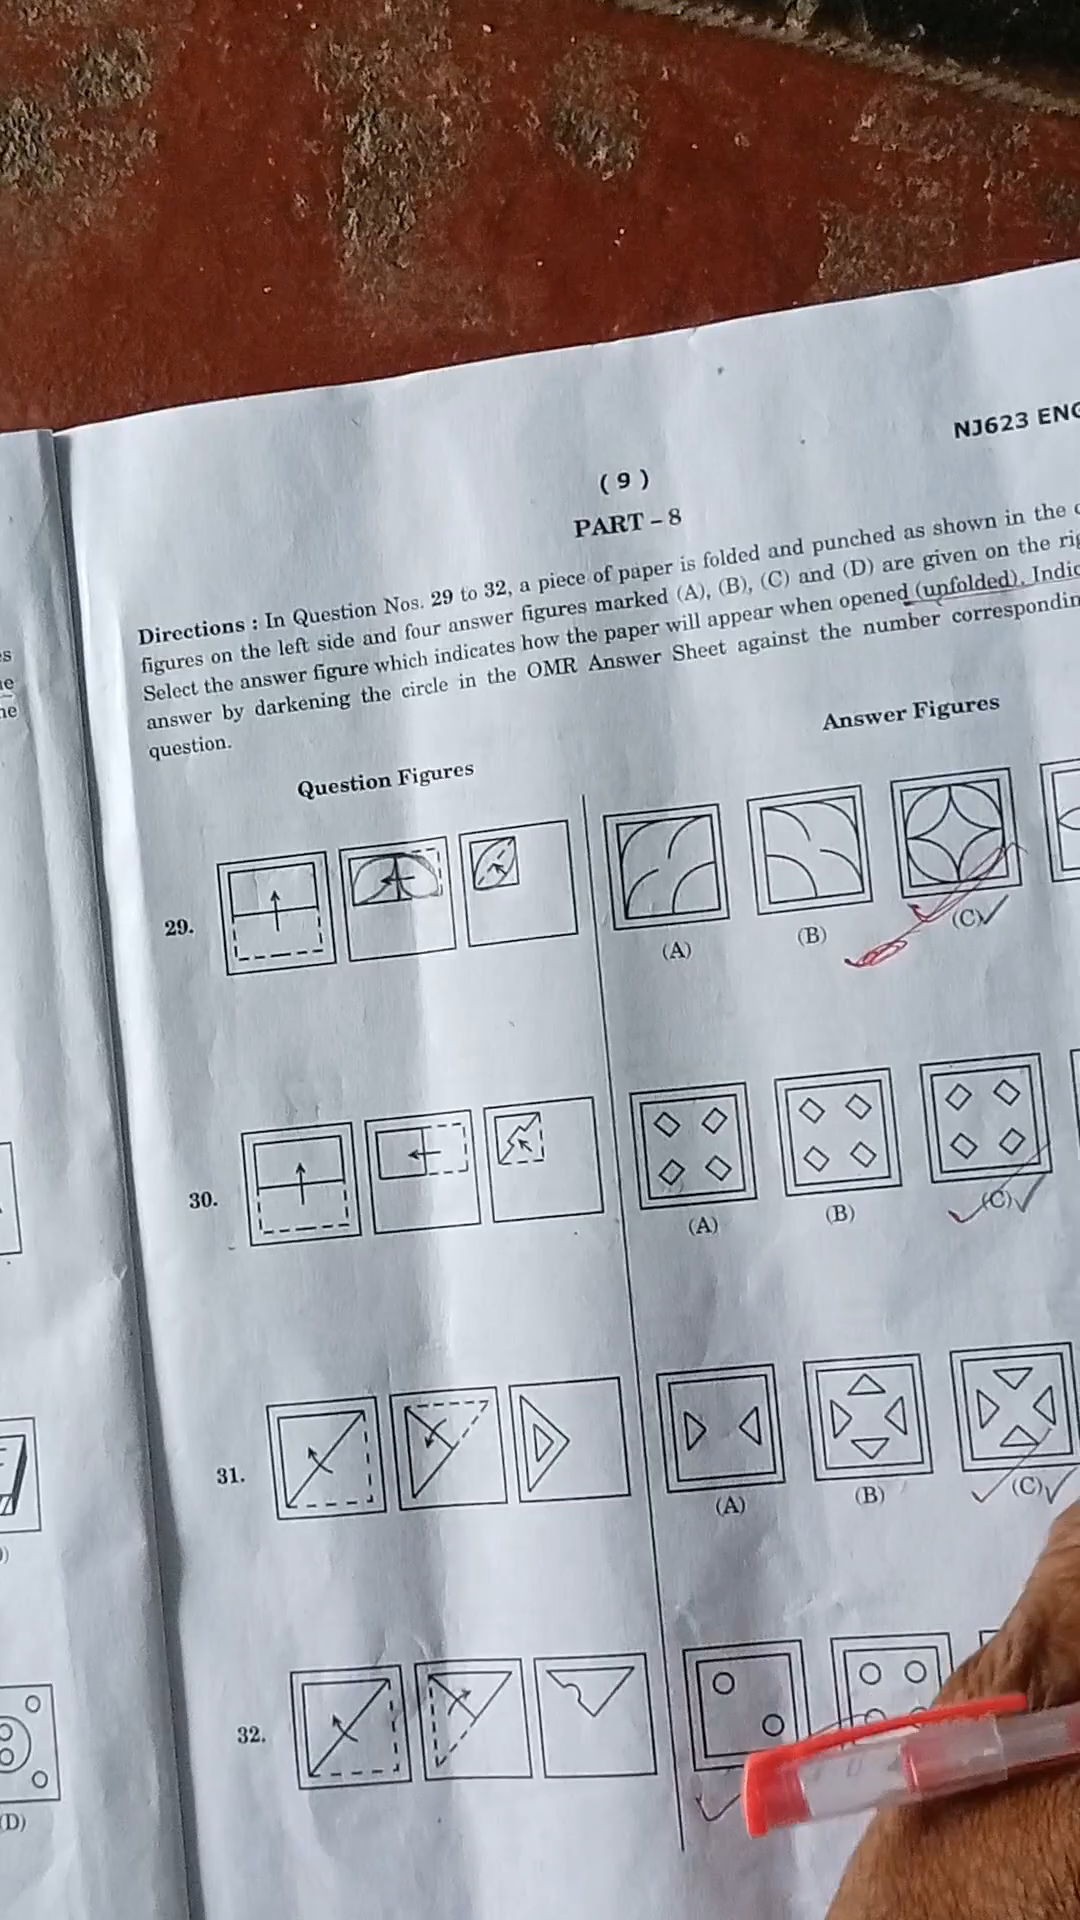 NJ623 ENG
( 9 )
PART – 8
Directions : In Question Nos. 29 to 32, a piece of paper is folded and punched as shown in the
figures on the left side and four answer figures marked (A), (B), (C) and (D) are given on the
Select the answer figure which indicates how the paper will appear when opened (unfolded).
answer by darkening the circle in the OMR Answer Sheet against the number
question.
Question Figures
Answer Figures
29.
(A)
(B)
(C)
30.
(A)
(B)
(C)
31.
(A)
(B)
(C)
32.
(D)